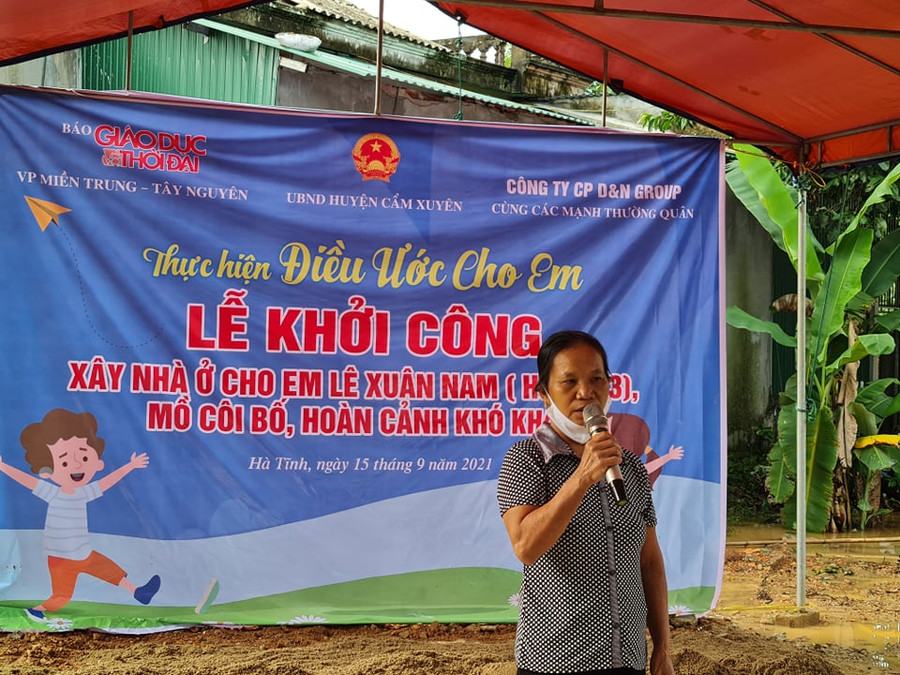 BÁO GIÁO DỤC & THỜI ĐẠI
VP MIỀN TRUNG – TÂY NGUYÊN
UBND HUYỆN CẨM XUYÊN
CÔNG TY CP D&N GROUP
CÙNG CÁC MẠNH THƯỜNG QUÂN
Thực hiện Điều Ước Cho Em
LỄ KHỞI CÔNG
XÂY NHÀ Ở CHO EM LÊ XUÂN NAM (
MỒ CÔI BỐ, HOÀN CẢNH KHÓ
Hà Tĩnh, ngày 15 tháng 9 năm 2021